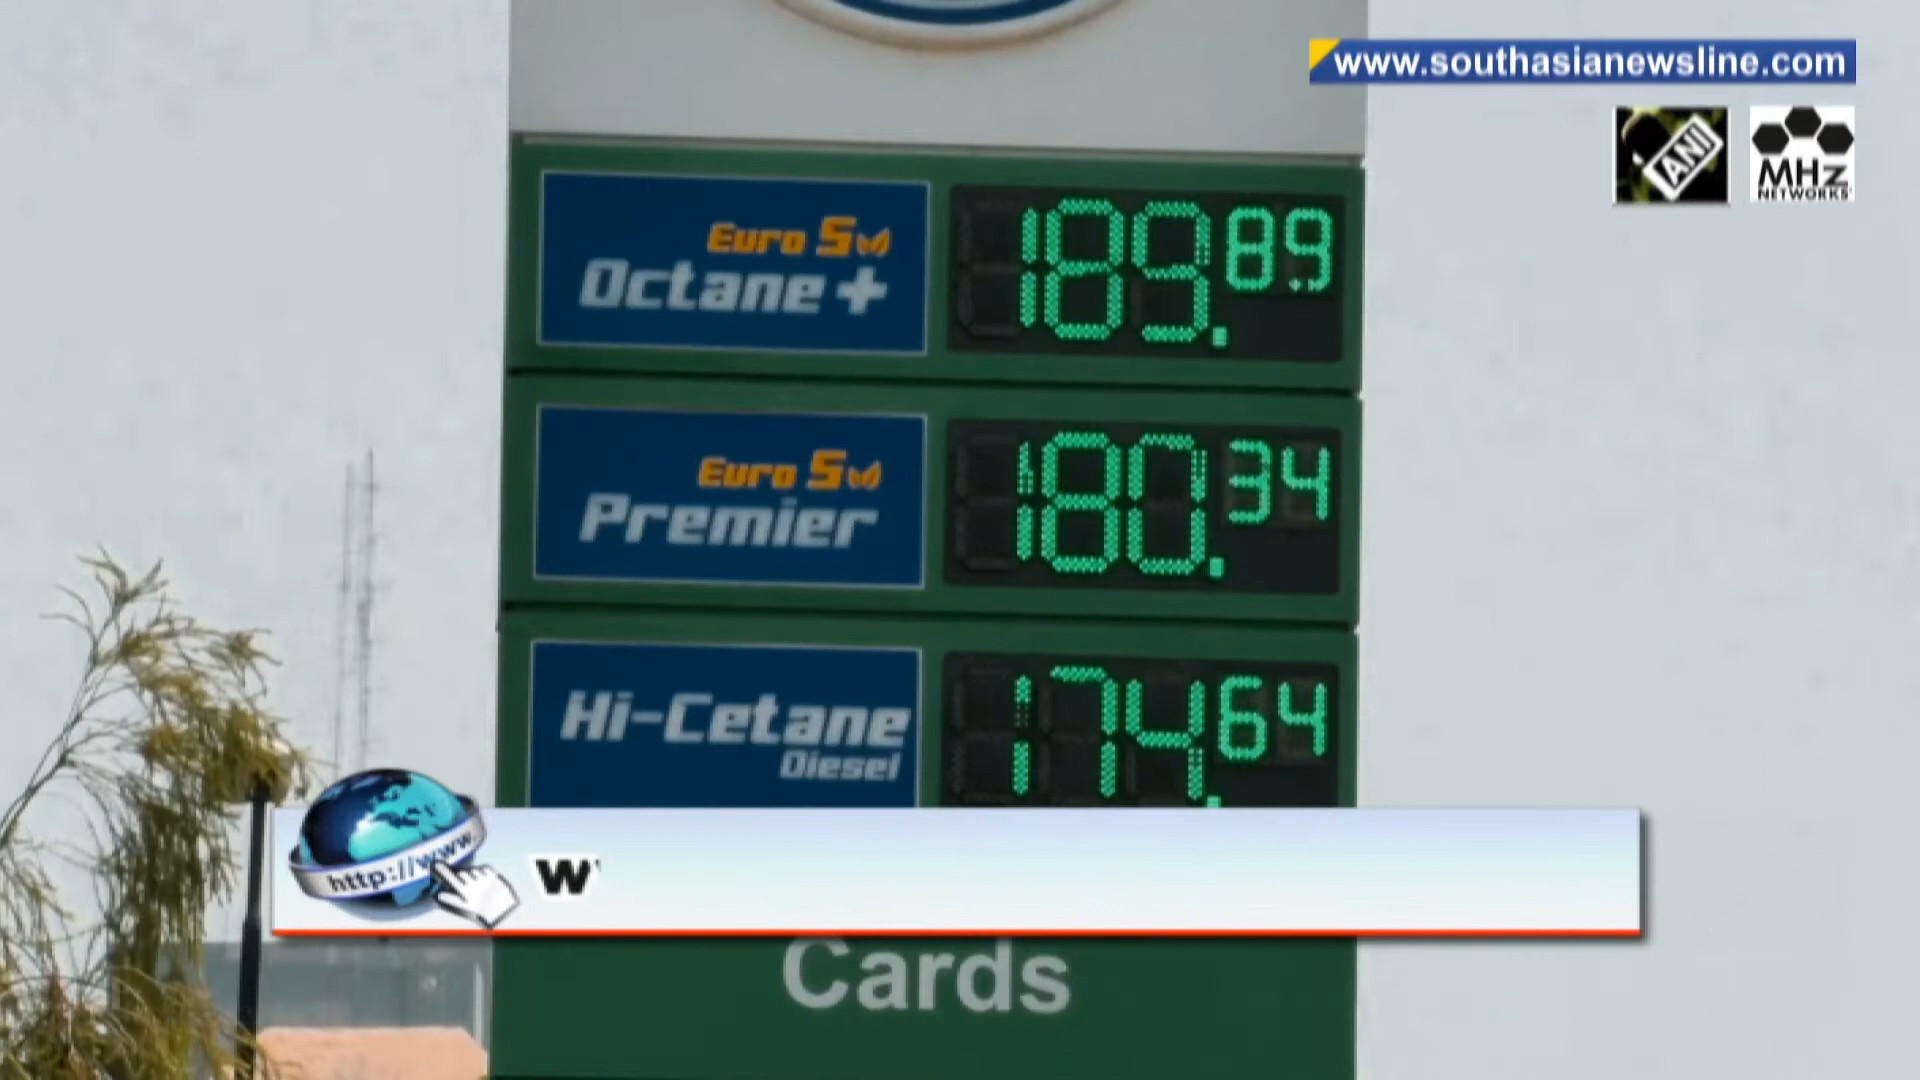 www.southasianewsline.com
ANI
MHz
NETWORKS
Euro 5
Octane +
189.89
Euro 5
Premier
180.34
Hi-Cetane
Diesel
174.64
http://www.
W
Cards